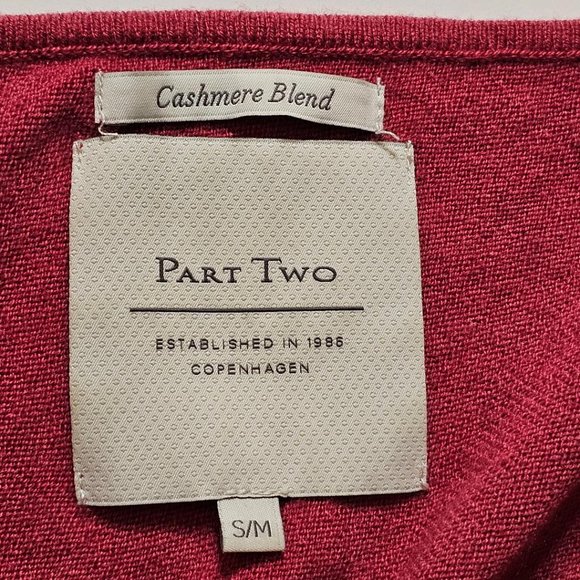 Cashmere Blend
PART TWO
ESTABLISHED IN 1986
COPENHAGEN
S/M